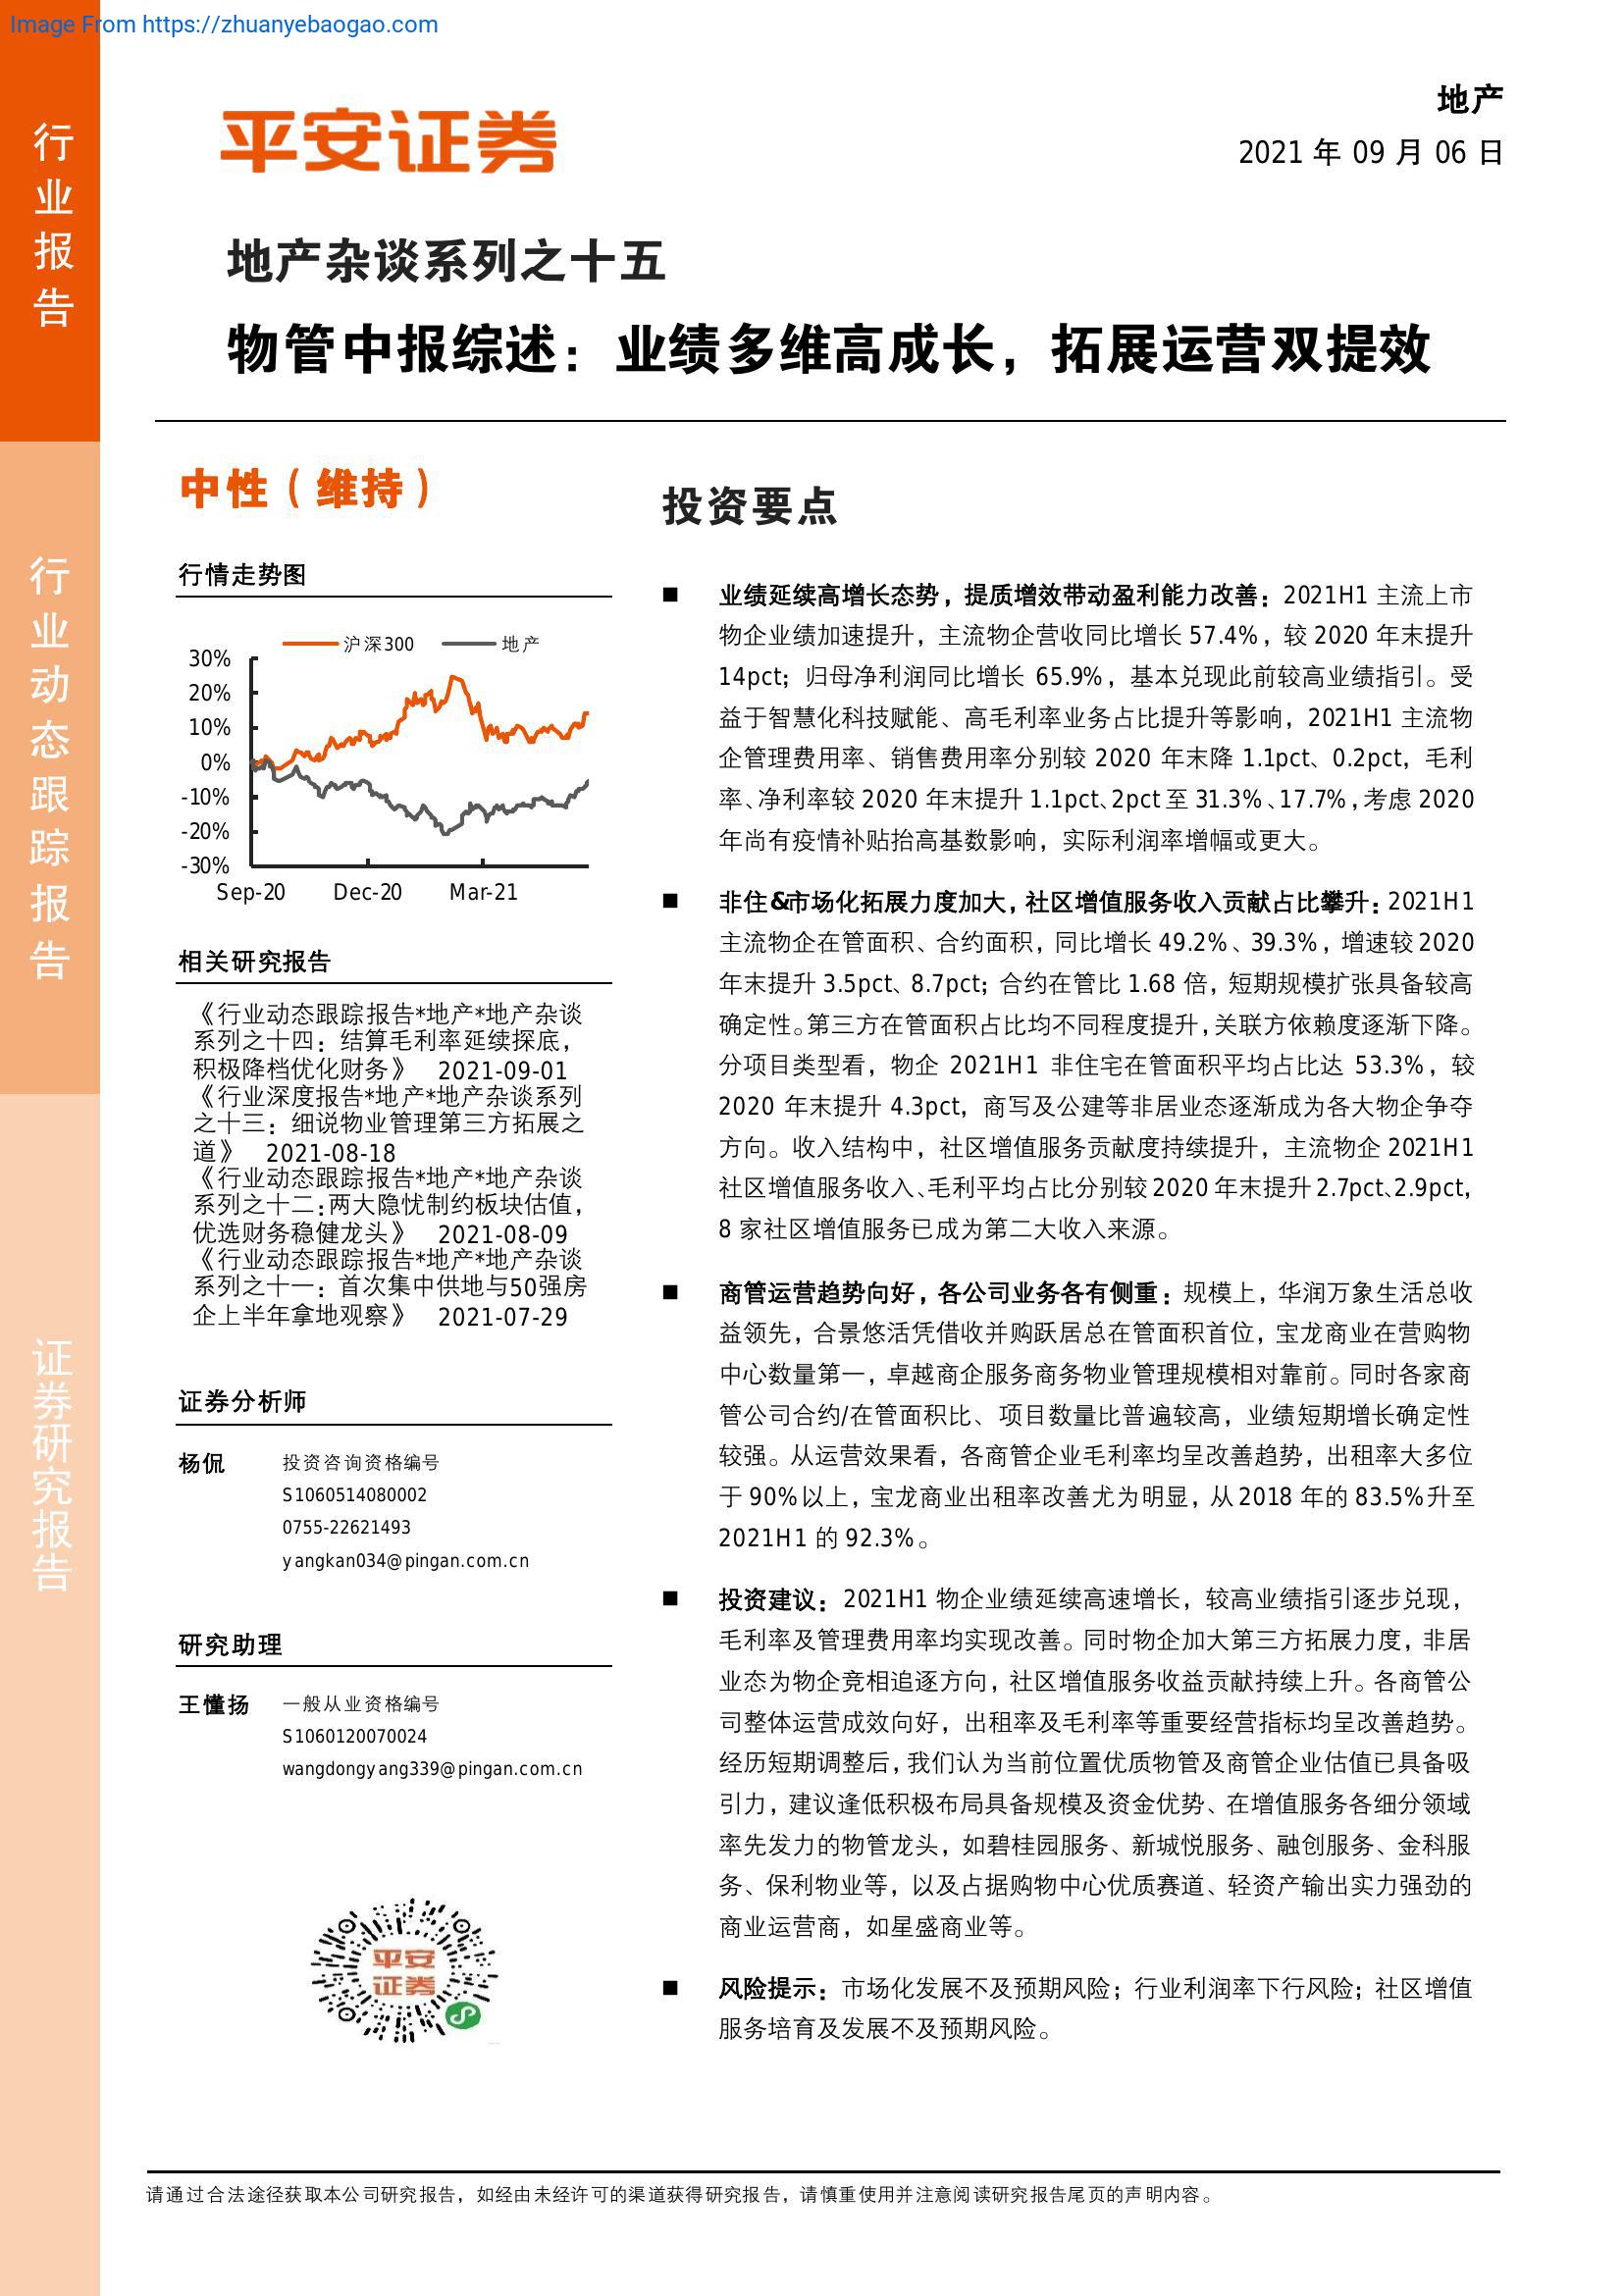 Image From https://zhuanyebaogao.com
行业报告
行业动态跟踪报告
证券研究报告
平安证券
地产
2021 年 09 月 06 日
地产杂谈系列之十五
物管中报综述：业绩多维高成长，拓展运营双提效
中性（维持）
行情走势图
沪深300 地产
30%
20%
10%
0%
-10%
-20%
-30%
Sep-20 Dec-20 Mar-21
相关研究报告
《行业动态跟踪报告*地产*地产杂谈
系列之十四：结算毛利率延续探底，
积极降档优化财务》 2021-09-01
《行业深度报告*地产*地产杂谈系列
之十三：细说物业管理第三方拓展之
道》 2021-08-18
《行业动态跟踪报告*地产*地产杂谈
系列之十二：两大隐忧制约板块估值，
优选财务稳健龙头》 2021-08-09
《行业动态跟踪报告*地产*地产杂谈
系列之十一：首次集中供地与50强房
企上半年拿地观察》 2021-07-29
证券分析师
杨侃 投资咨询资格编号
S1060514080002
0755-22621493
yangkan034@pingan.com.cn
研究助理
王懂扬 一般从业资格编号
S1060120070024
wangdongyang339@pingan.com.cn
平安
证券
投资要点
■ 业绩延续高增长态势，提质增效带动盈利能力改善：2021H1 主流上市
物企业绩加速提升，主流物企营收同比增长 57.4%，较 2020 年末提升
14pct；归母净利润同比增长 65.9%，基本兑现此前较高业绩指引。受
益于智慧化科技赋能、高毛利率业务占比提升等影响，2021H1 主流物
企管理费用率、销售费用率分别较 2020 年末降 1.1pct、0.2pct，毛利
率、净利率较 2020 年末提升 1.1pct、2pct 至 31.3%、17.7%，考虑 2020
年尚有疫情补贴抬高基数影响，实际利润率增幅或更大。
■ 非住&市场化拓展力度加大，社区增值服务收入贡献占比攀升：2021H1
主流物企在管面积、合约面积，同比增长 49.2%、39.3%，增速较 2020
年末提升 3.5pct、8.7pct；合约在管比 1.68 倍，短期规模扩张具备较高
确定性。第三方在管面积占比均不同程度提升，关联方依赖度逐渐下降。
分项目类型看，物企 2021H1 非住宅在管面积平均占比达 53.3%，较
2020 年末提升 4.3pct，商写及公建等非居业态逐渐成为各大物企争夺
方向。收入结构中，社区增值服务贡献度持续提升，主流物企 2021H1
社区增值服务收入、毛利平均占比分别较 2020 年末提升 2.7pct、2.9pct，
8 家社区增值服务已成为第二大收入来源。
■ 商管运营趋势向好，各公司业务各有侧重：规模上，华润万象生活总收
益领先，合景悠活凭借收并购跃居总在管面积首位，宝龙商业在营购物
中心数量第一，卓越商企服务商务物业管理规模相对靠前。同时各家商
管公司合约/在管面积比、项目数量比普遍较高，业绩短期增长确定性
较强。从运营效果看，各商管企业毛利率均呈改善趋势，出租率大多位
于 90%以上，宝龙商业出租率改善尤为明显，从 2018 年的 83.5%升至
2021H1 的 92.3%。
■ 投资建议：2021H1 物企业绩延续高速增长，较高业绩指引逐步兑现，
毛利率及管理费用率均实现改善。同时物企加大第三方拓展力度，非居
业态为物企竞相追逐方向，社区增值服务收益贡献持续上升。各商管公
司整体运营成效向好，出租率及毛利率等重要经营指标均呈改善趋势。
经历短期调整后，我们认为当前位置优质物管及商管企业估值已具备吸
引力，建议逢低积极布局具备规模及资金优势、在增值服务各细分领域
率先发力的物管龙头，如碧桂园服务、新城悦服务、融创服务、金科服
务、保利物业等，以及占据购物中心优质赛道、轻资产输出实力强劲的
商业运营商，如星盛商业等。
■ 风险提示：市场化发展不及预期风险；行业利润率下行风险；社区增值
服务培育及发展不及预期风险。
请通过合法途径获取本公司研究报告，如经由未经许可的渠道获得研究报告，请慎重使用并注意阅读研究报告尾页的声明内容。